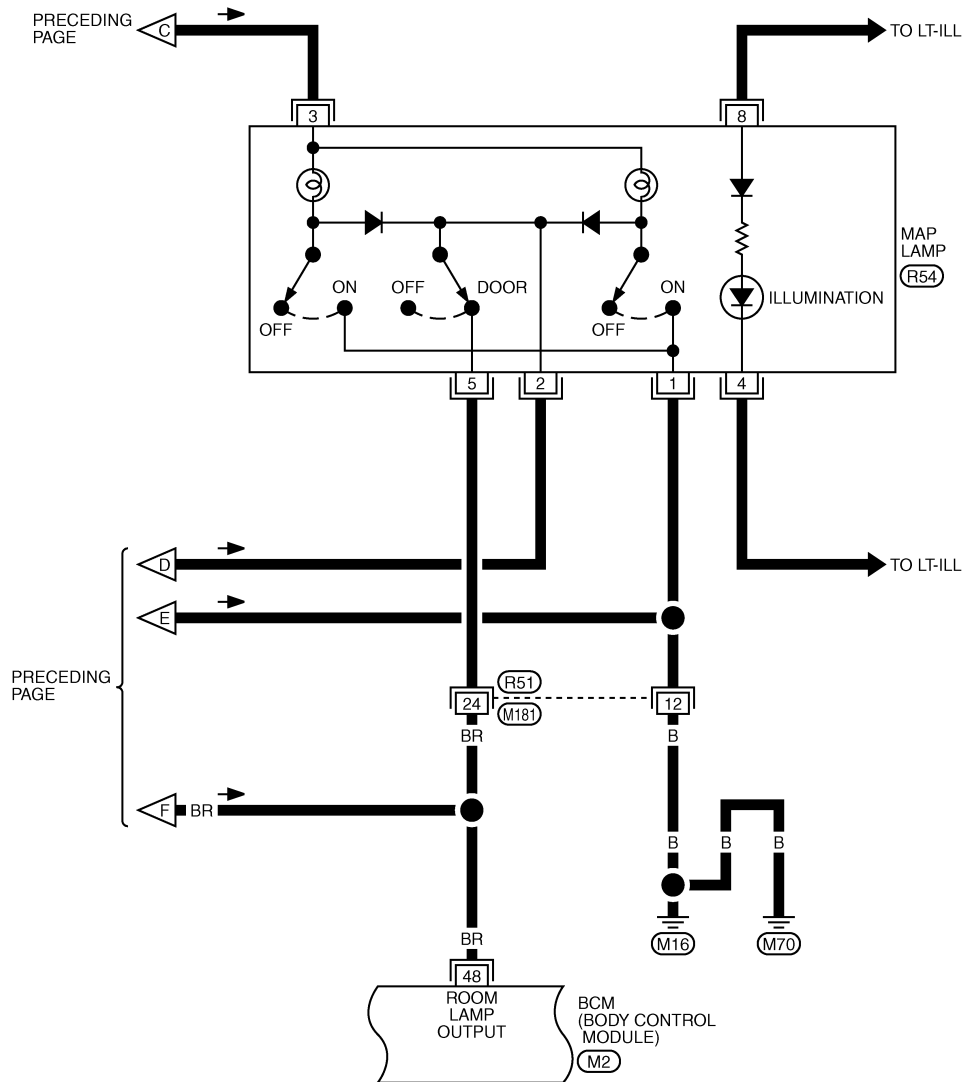 PRECEDING
PAGE
C
TO LT-ILL
3
8
MAP
LAMP
R54
ON
OFF
DOOR
ON
OFF
OFF
ILLUMINATION
5
2
1
4
D
TO LT-ILL
E
PRECEDING
PAGE
R51
24
M181
12
BR
B
F
BR
B
B
B
BR
M16
M70
48
ROOM
LAMP
OUTPUT
BCM
(BODY CONTROL
MODULE)
M2